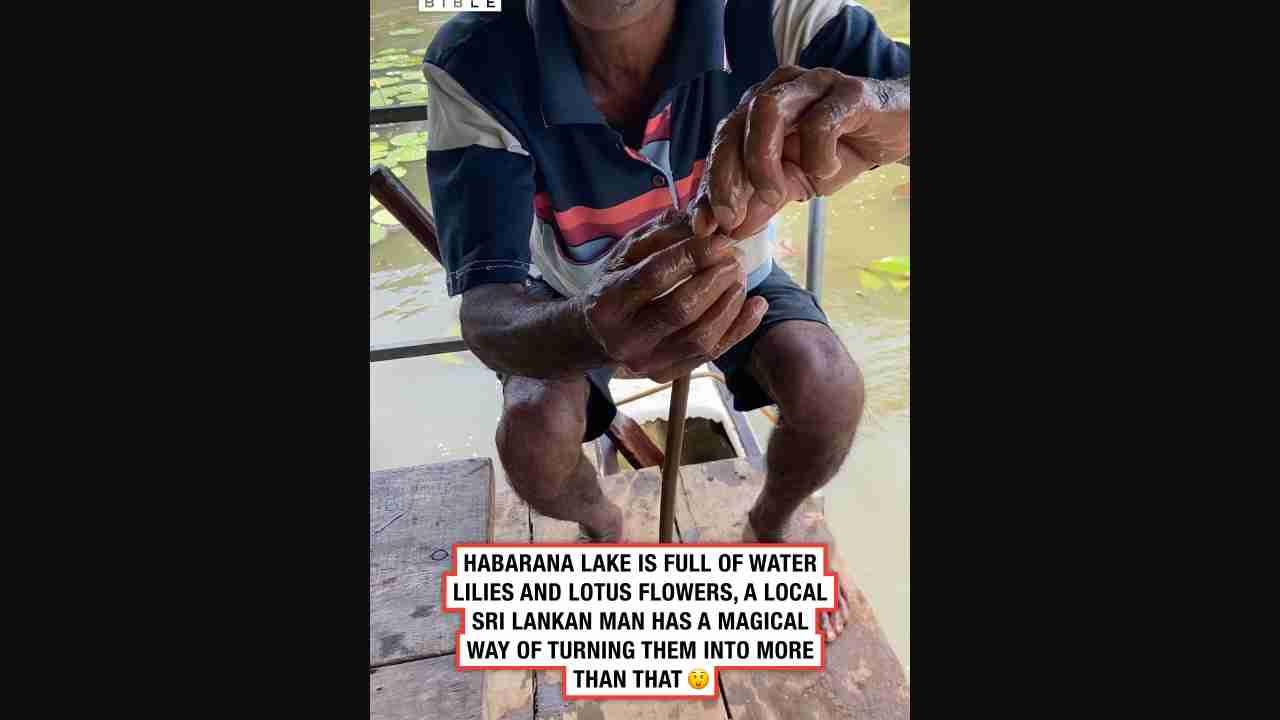 BIBLE
HABARANA LAKE IS FULL OF WATER
LILIES AND LOTUS FLOWERS, A LOCAL
SRI LANKAN MAN HAS A MAGICAL
WAY OF TURNING THEM INTO MORE
THAN THAT 😲